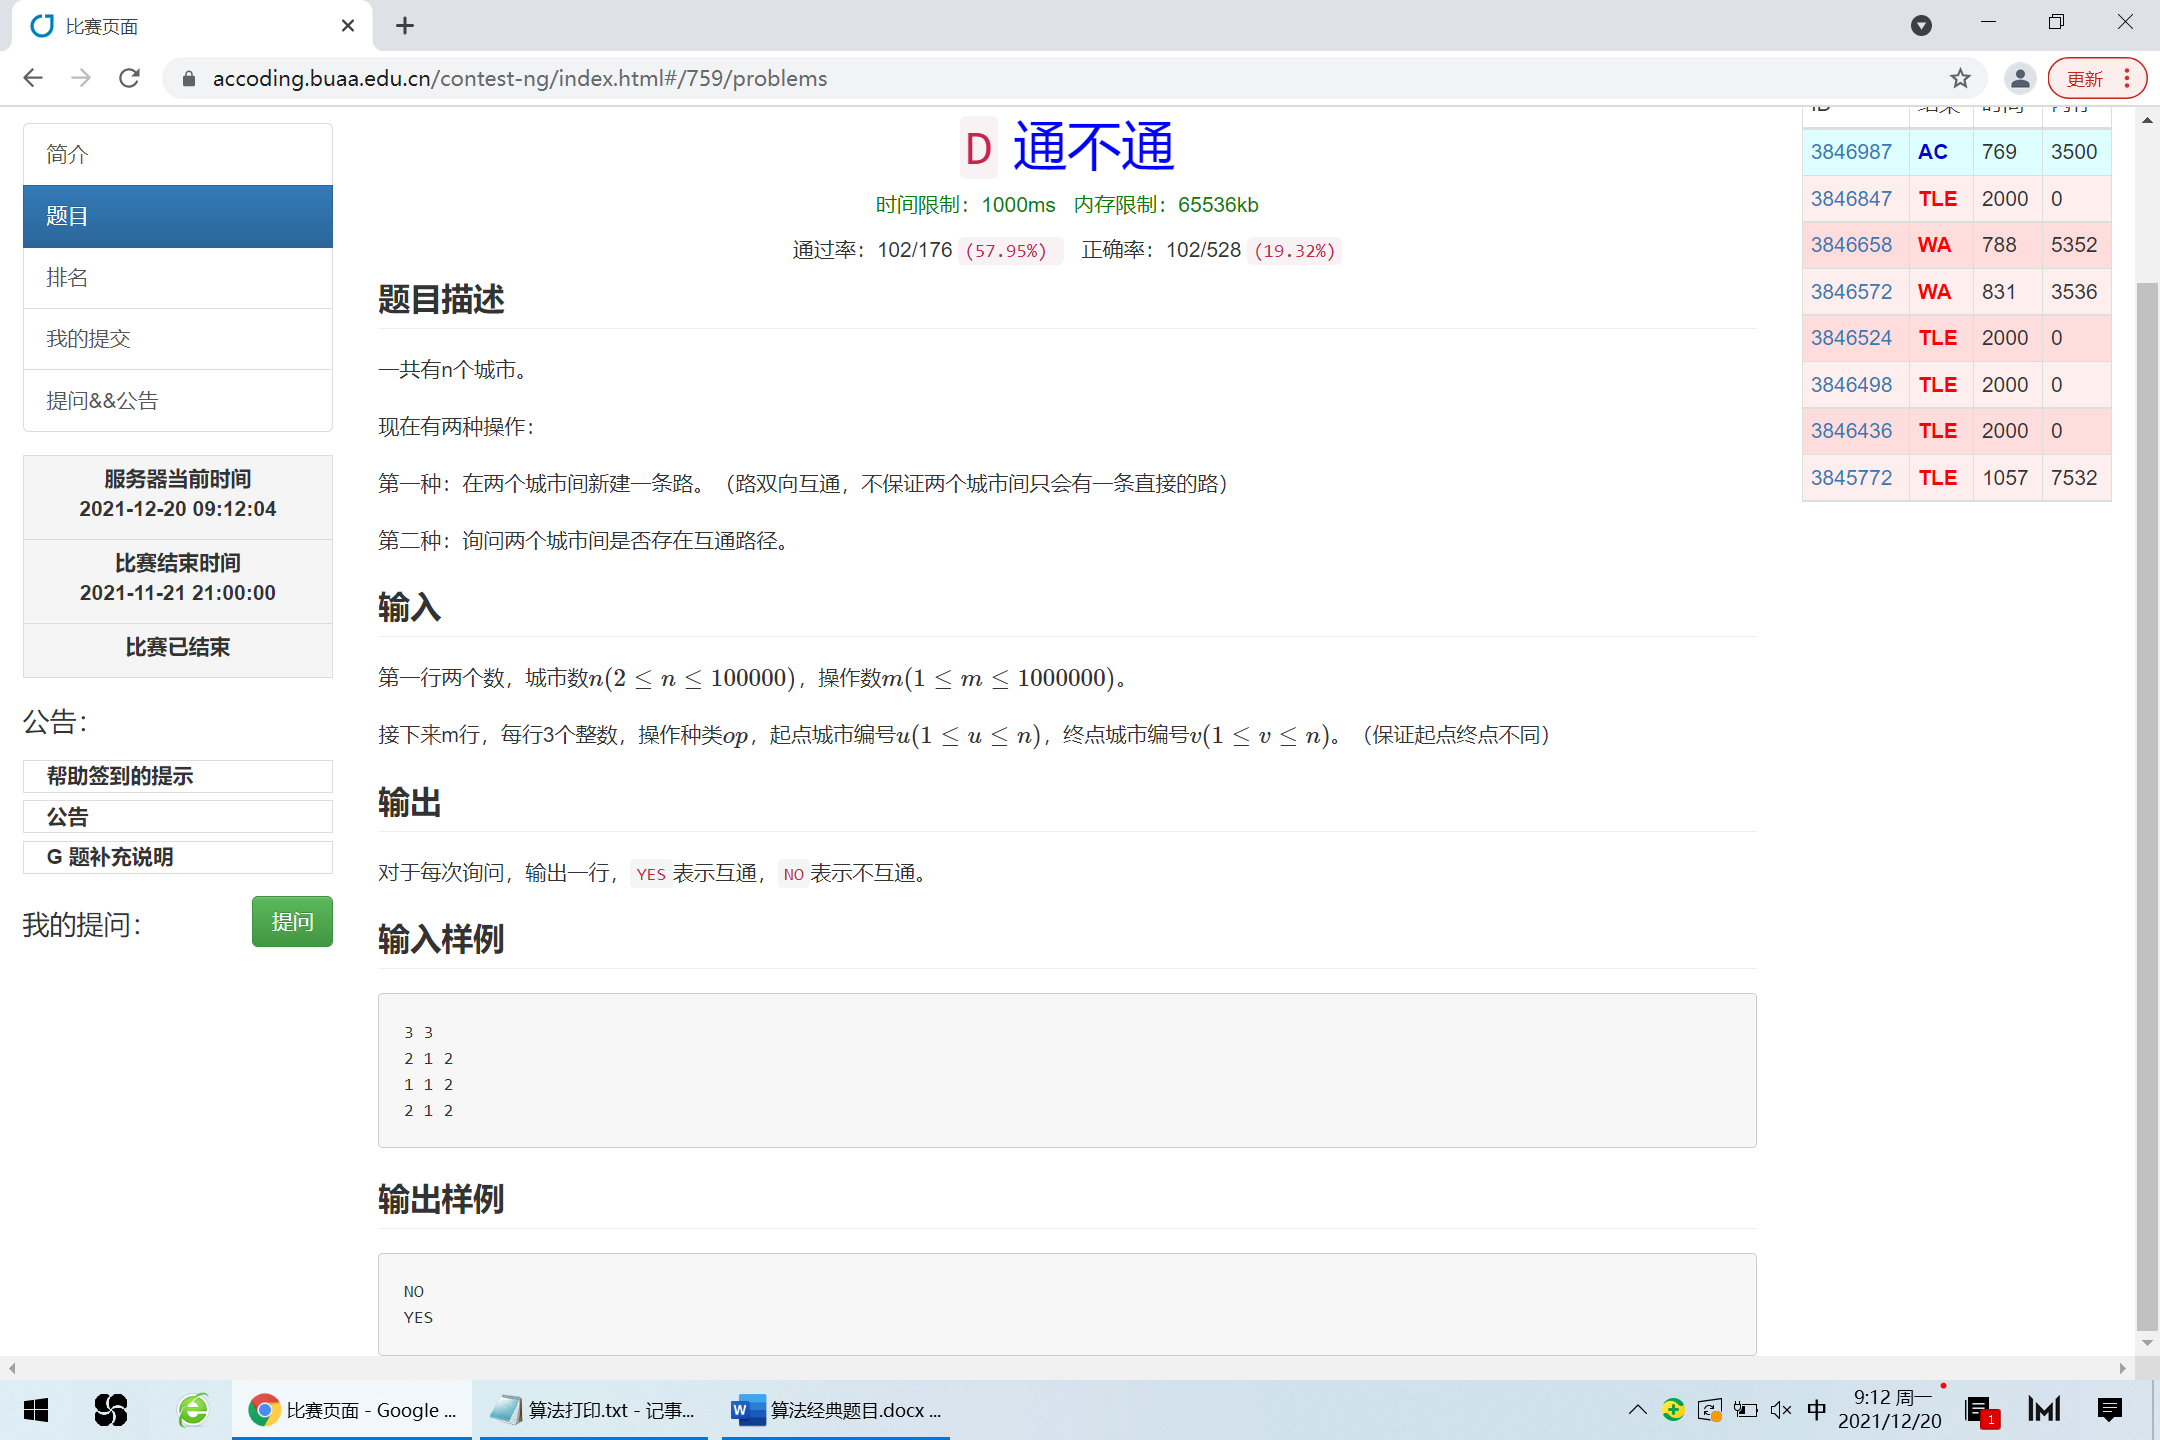 比赛页面
accoding.buaa.edu.cn/contest-ng/index.html#/759/problems
更新
简介
题目
排名
我的提交
提问&&公告
服务器当前时间
2021-12-20 09:12:04
比赛结束时间
2021-11-21 21:00:00
比赛已结束
公告：
帮助签到的提示
公告
G 题补充说明
我的提问：
提问
D 通不通
时间限制：1000ms 内存限制：65536kb
通过率：102/176 (57.95%) 正确率：102/528 (19.32%)
题目描述
一共有n个城市。
现在有两种操作：
第一种：在两个城市间新建一条路。（路双向互通，不保证两个城市间只会有一条直接的路）
第二种：询问两个城市间是否存在互通路径。
输入
第一行两个数，城市数n(2 ≤ n ≤ 100000)，操作数m(1 ≤ m ≤ 1000000)。
接下来m行，每行3个整数，操作种类op，起点城市编号u(1 ≤ u ≤ n)，终点城市编号v(1 ≤ v ≤ n)。（保证起点终点不同）
输出
对于每次询问，输出一行，YES表示互通，NO表示不互通。
输入样例
3 3
2 1 2
1 1 2
2 1 2
输出样例
NO
YES
3846987 AC 769 3500
3846847 TLE 2000 0
3846658 WA 788 5352
3846572 WA 831 3536
3846524 TLE 2000 0
3846498 TLE 2000 0
3846436 TLE 2000 0
3845772 TLE 1057 7532
比赛页面 - Google ...
算法打印.txt - 记事...
算法经典题目.docx ...
中
9:12 周一
2021/12/20
1